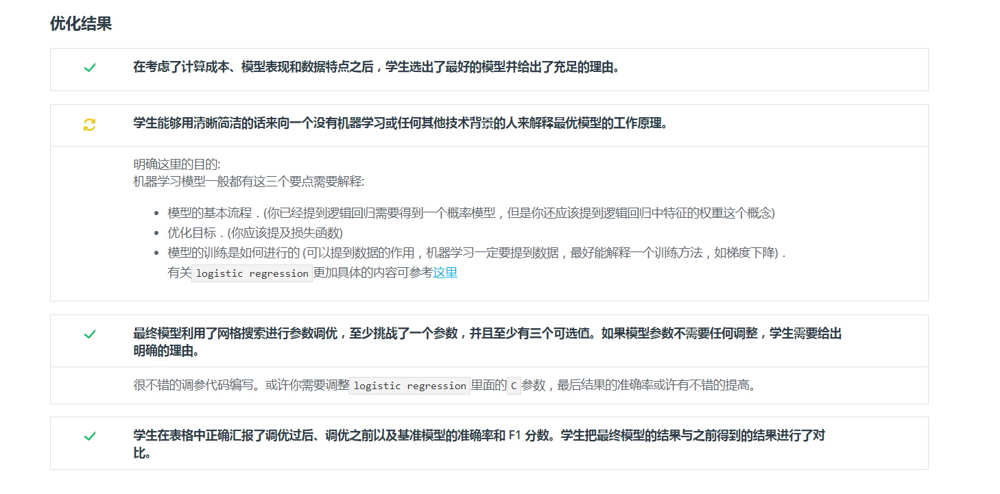 优化结果
在考虑了计算成本、模型表现和数据特点之后，学生选出了最好的模型并给出了充足的理由。
学生能够用清晰简洁的话来向一个没有机器学习或任何其他技术背景的人来解释最优模型的工作原理。
明确这里的目的:
机器学习模型一般都有这三个要点需要解释:
• 模型的基本流程．(你已经提到逻辑回归需要得到一个概率模型，但是你还应该提到逻辑回归中特征的权重这个概念)
• 优化目标．(你应该提及损失函数)
• 模型的训练是如何进行的 (可以提到数据的作用，机器学习一定要提到数据，最好能解释一个训练方法，如梯度下降)．
有关 logistic regression 更加具体的内容可参考这里
最终模型利用了网格搜索进行参数调优，至少挑战了一个参数，并且至少有三个可选值。如果模型参数不需要任何调整，学生需要给出
明确的理由。
很不错的调参代码编写。或许你需要调整 logistic regression 里面的 C 参数，最后结果的准确率或许有不错的提高。
学生在表格中正确汇报了调优过后、调优之前以及基准模型的准确率和 F1 分数。学生把最终模型的结果与之前得到的结果进行了对
比。